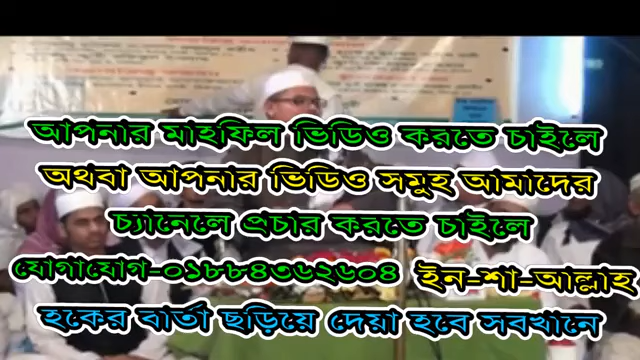 আপনার মাহফিল ভিডিও করতে চাইলে
অথবা আপনার ভিডিও সমুহ আমাদের
চ্যানেলে প্রচার করতে চাইলে
যোগাযোগ-০১৮৮৪৩৬২৬০৪ ইন-শা-আল্লাহ
হকের বার্তা ছড়িয়ে দেয়া হবে সবখানে